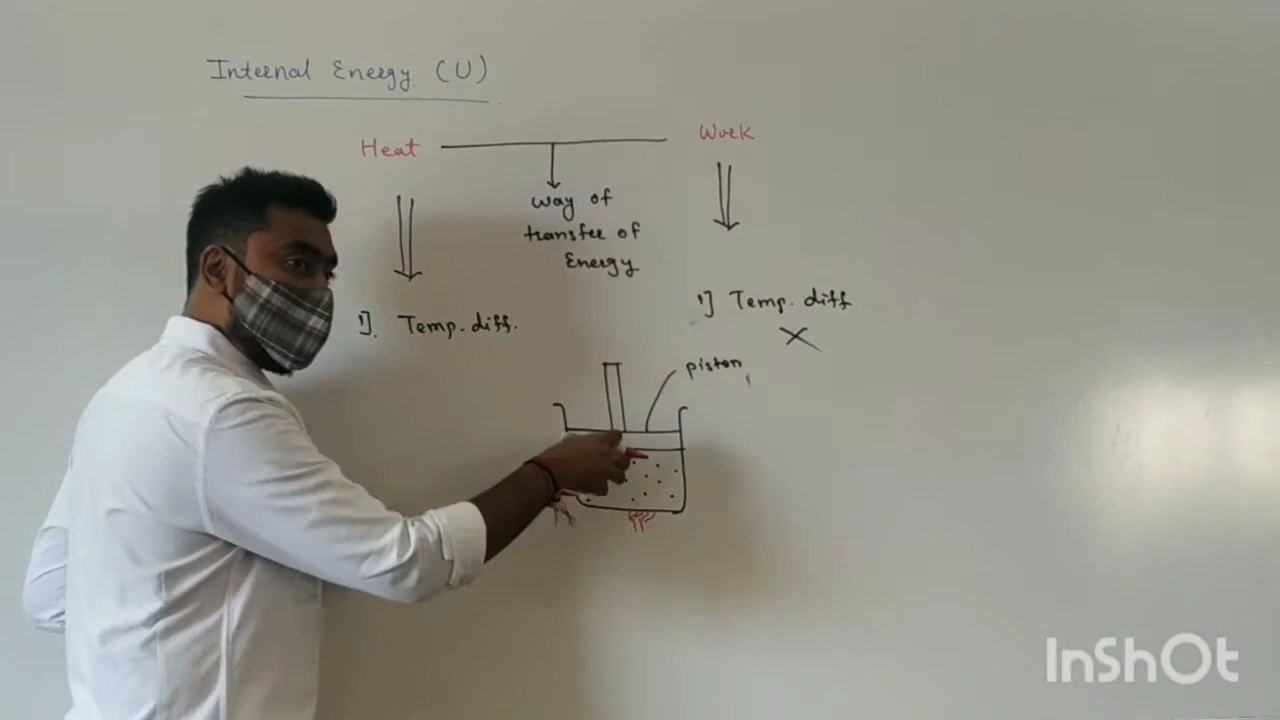 Internal Energy (U)
Heat
Work
way of
transfer of
Energy
1]. Temp. diff.
1] Temp. diff
piston
InShOt